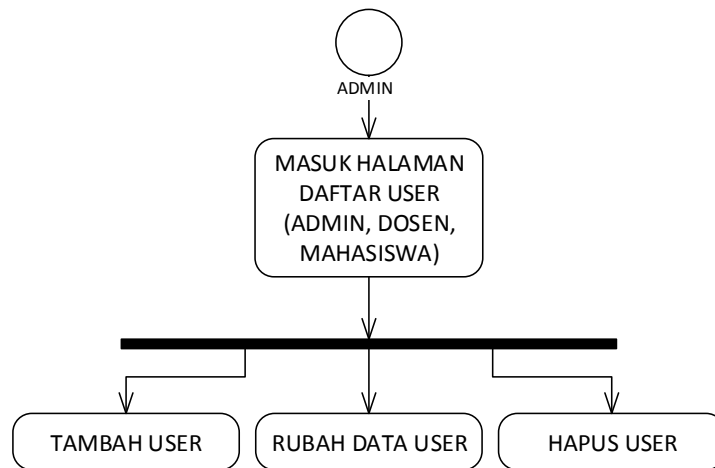 ADMIN
MASUK HALAMAN
DAFTAR USER
(ADMIN, DOSEN,
MAHASISWA)
TAMBAH USER
RUBAH DATA USER
HAPUS USER